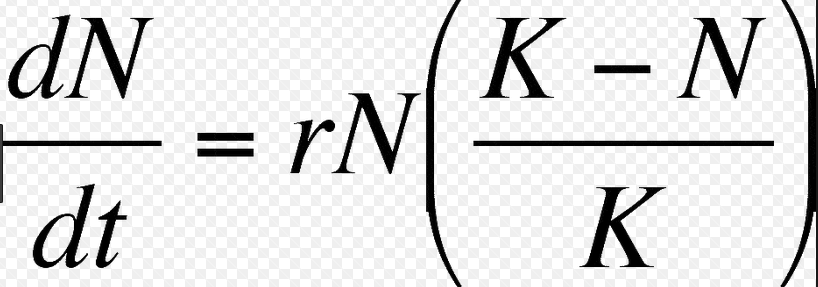 dN/dt = rN((K − N)/K)